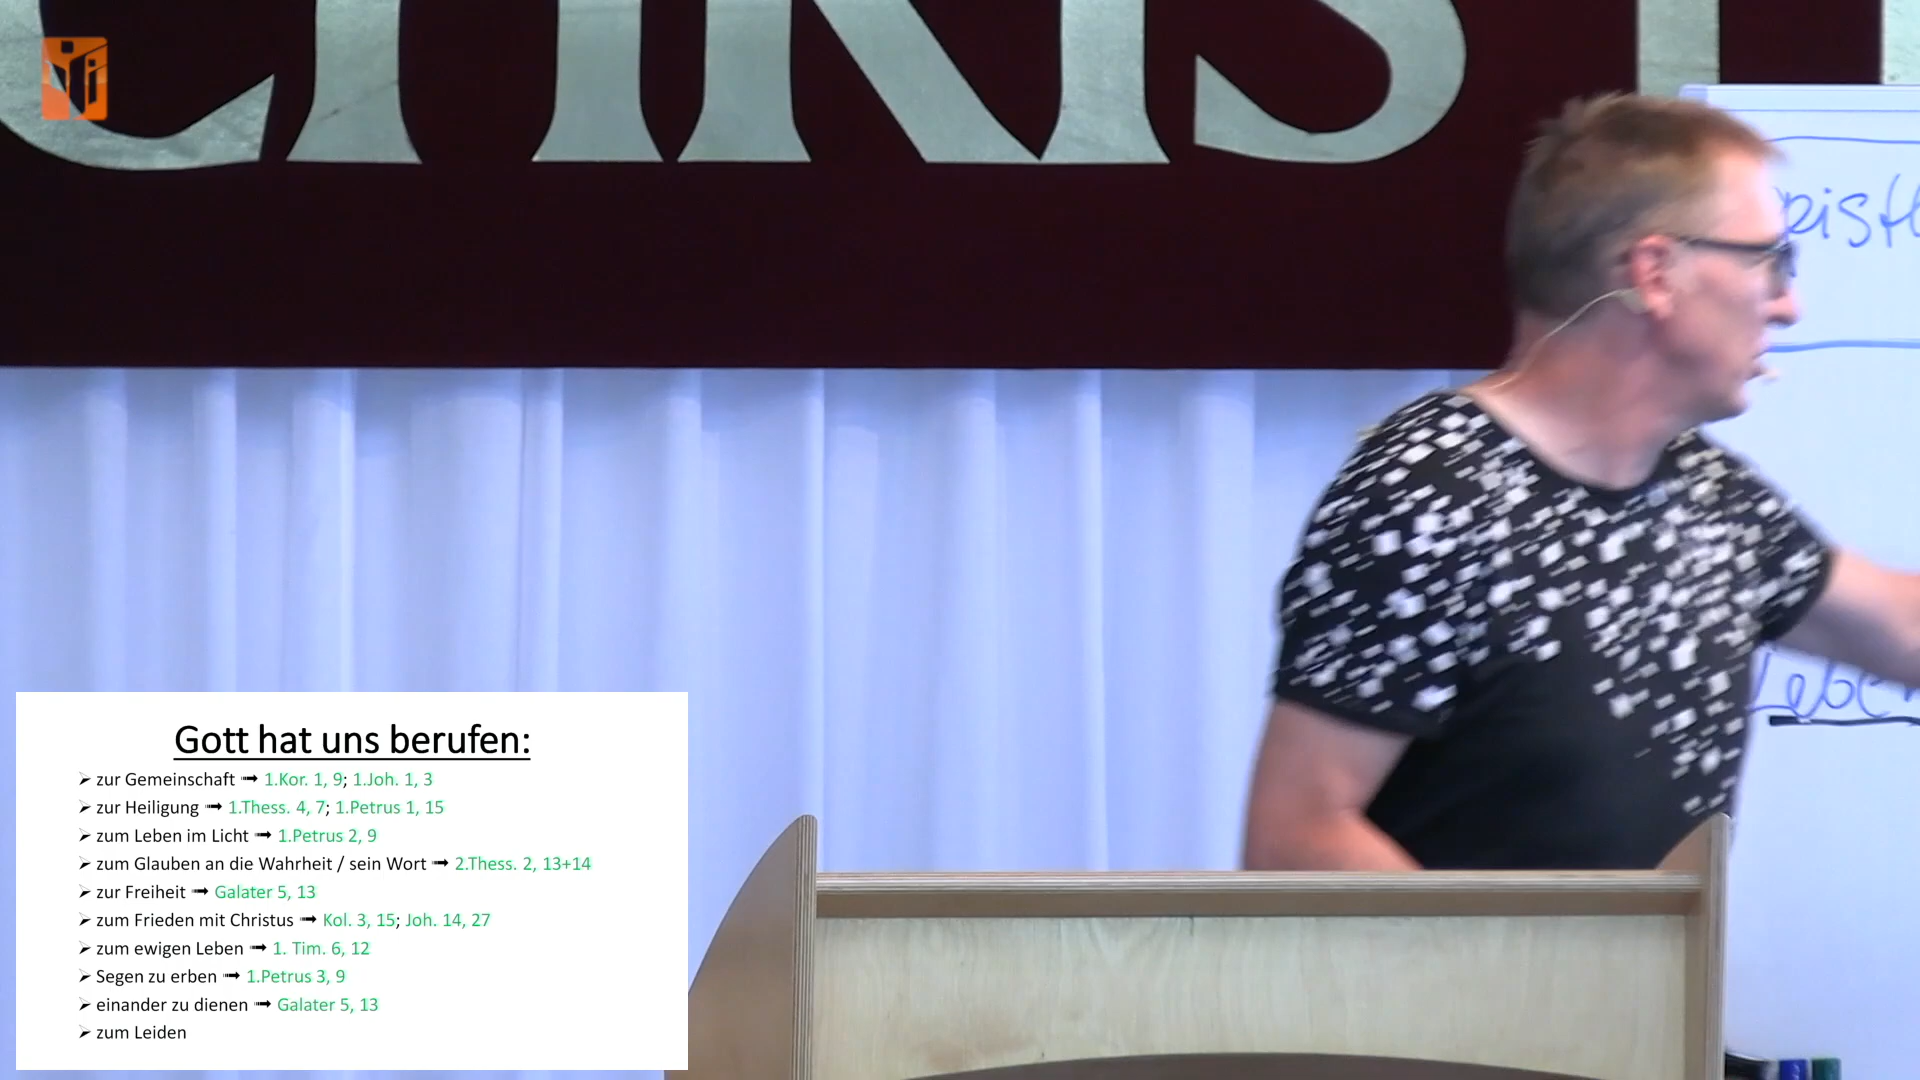 CHRIST
Gott hat uns berufen:
➢ zur Gemeinschaft ➟ 1.Kor. 1, 9; 1.Joh. 1, 3
➢ zur Heiligung ➟ 1.Thess. 4, 7; 1.Petrus 1, 15
➢ zum Leben im Licht ➟ 1.Petrus 2, 9
➢ zum Glauben an die Wahrheit / sein Wort ➟ 2.Thess. 2, 13+14
➢ zur Freiheit ➟ Galater 5, 13
➢ zum Frieden mit Christus ➟ Kol. 3, 15; Joh. 14, 27
➢ zum ewigen Leben ➟ 1. Tim. 6, 12
➢ Segen zu erben ➟ 1.Petrus 3, 9
➢ einander zu dienen ➟ Galater 5, 13
➢ zum Leiden